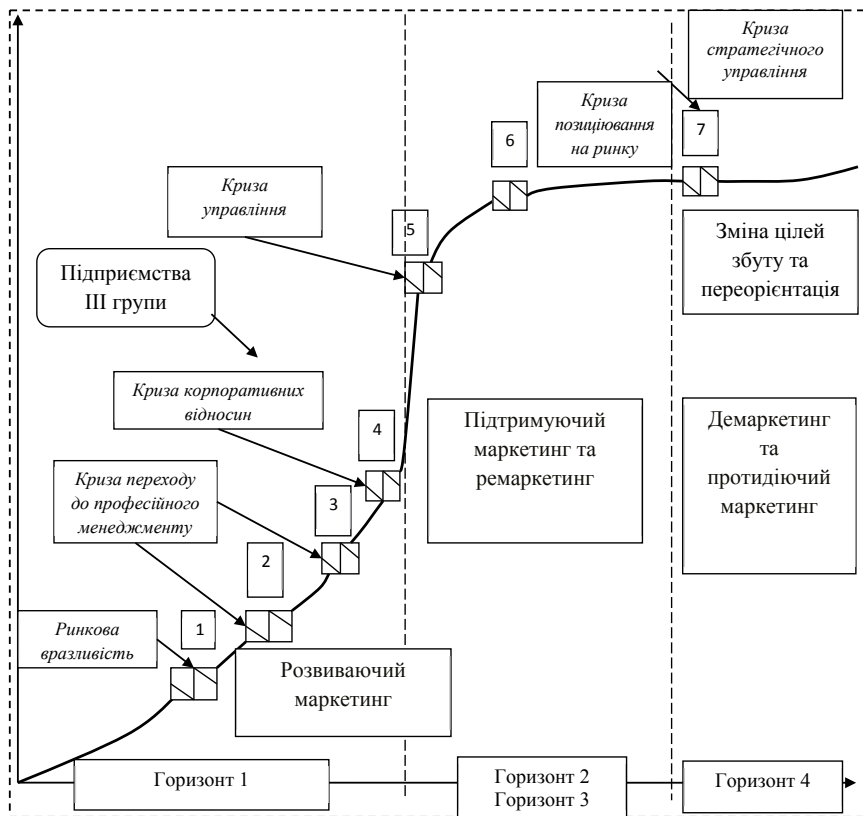 Криза
стратегічного
управління
Криза
позиціювання
на ринку
7
6
Криза
управління
5
Зміна цілей
збуту та
переорієнтація
Підприємства
ІІІ групи
Криза корпоративних
відносин
4
Підтримуючий
маркетинг та
ремаркетинг
Демаркетинг
та
протидіючий
маркетинг
Криза переходу
до професійного
менеджменту
3
2
Ринкова
вразливість
1
Розвиваючий
маркетинг
Горизонт 1
Горизонт 2
Горизонт 3
Горизонт 4